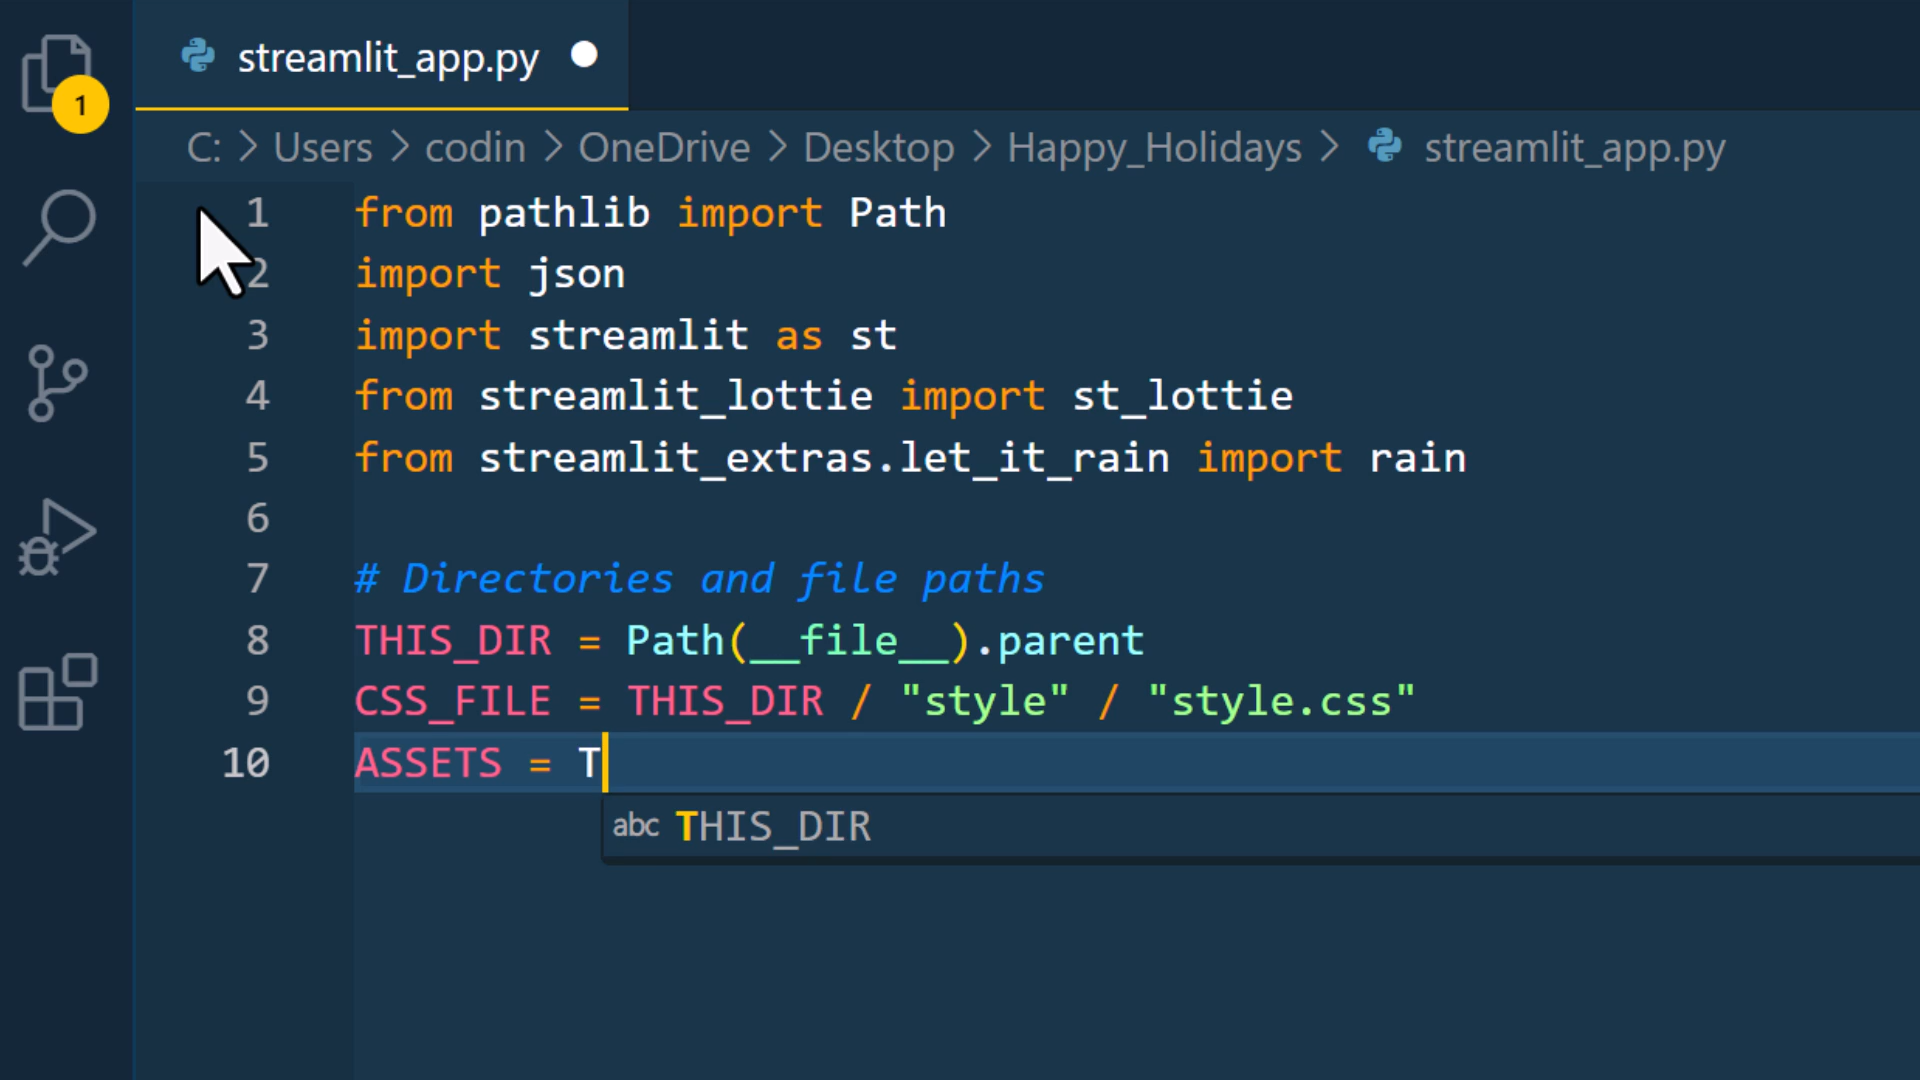 streamlit_app.py
1
C: > Users > codin > OneDrive > Desktop > Happy_Holidays > streamlit_app.py
1 from pathlib import Path
2 import json
3 import streamlit as st
4 from streamlit_lottie import st_lottie
5 from streamlit_extras.let_it_rain import rain
6
7 # Directories and file paths
8 THIS_DIR = Path(__file__).parent
9 CSS_FILE = THIS_DIR / "style" / "style.css"
10 ASSETS = T
abc THIS_DIR